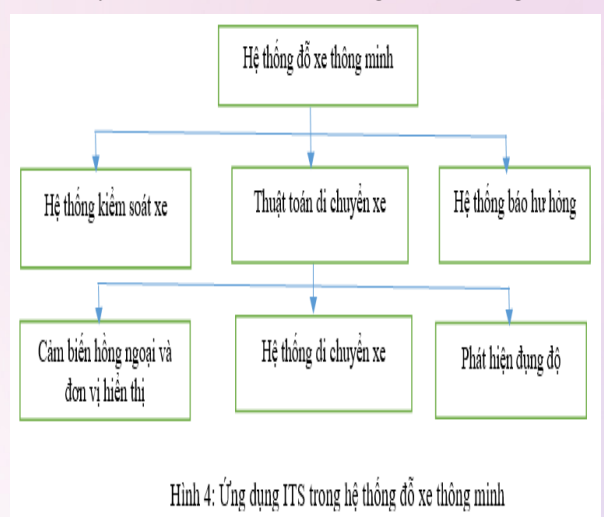 Hệ thống đỗ xe thông minh
Hệ thống kiểm soát xe
Thuật toán di chuyển xe
Hệ thống báo hư hỏng
Cảm biến hồng ngoại và
đơn vị hiển thị
Hệ thống di chuyển xe
Phát hiện đụng độ
Hình 4: Ứng dụng ITS trong hệ thống đỗ xe thông minh